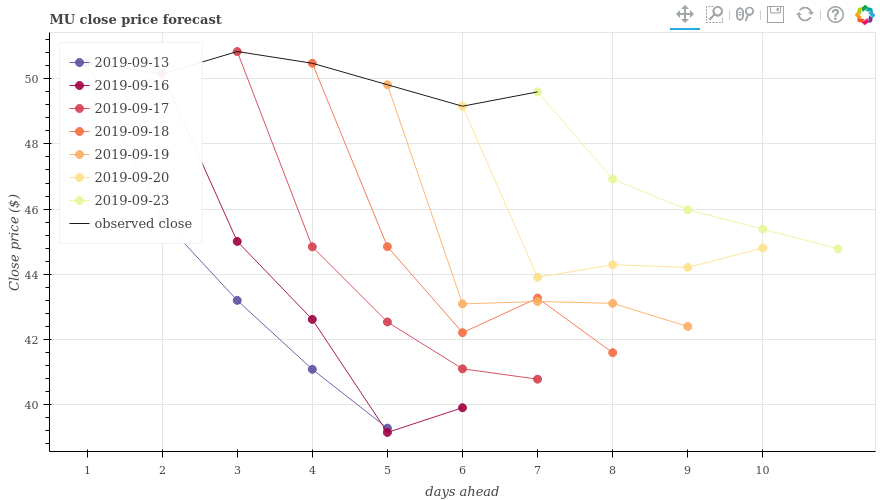 MU close price forecast
50
48
46
44
42
40
Close price ($)
2019-09-13
2019-09-16
2019-09-17
2019-09-18
2019-09-19
2019-09-20
2019-09-23
observed close
1 2 3 4 5 6 7 8 9 10
days ahead